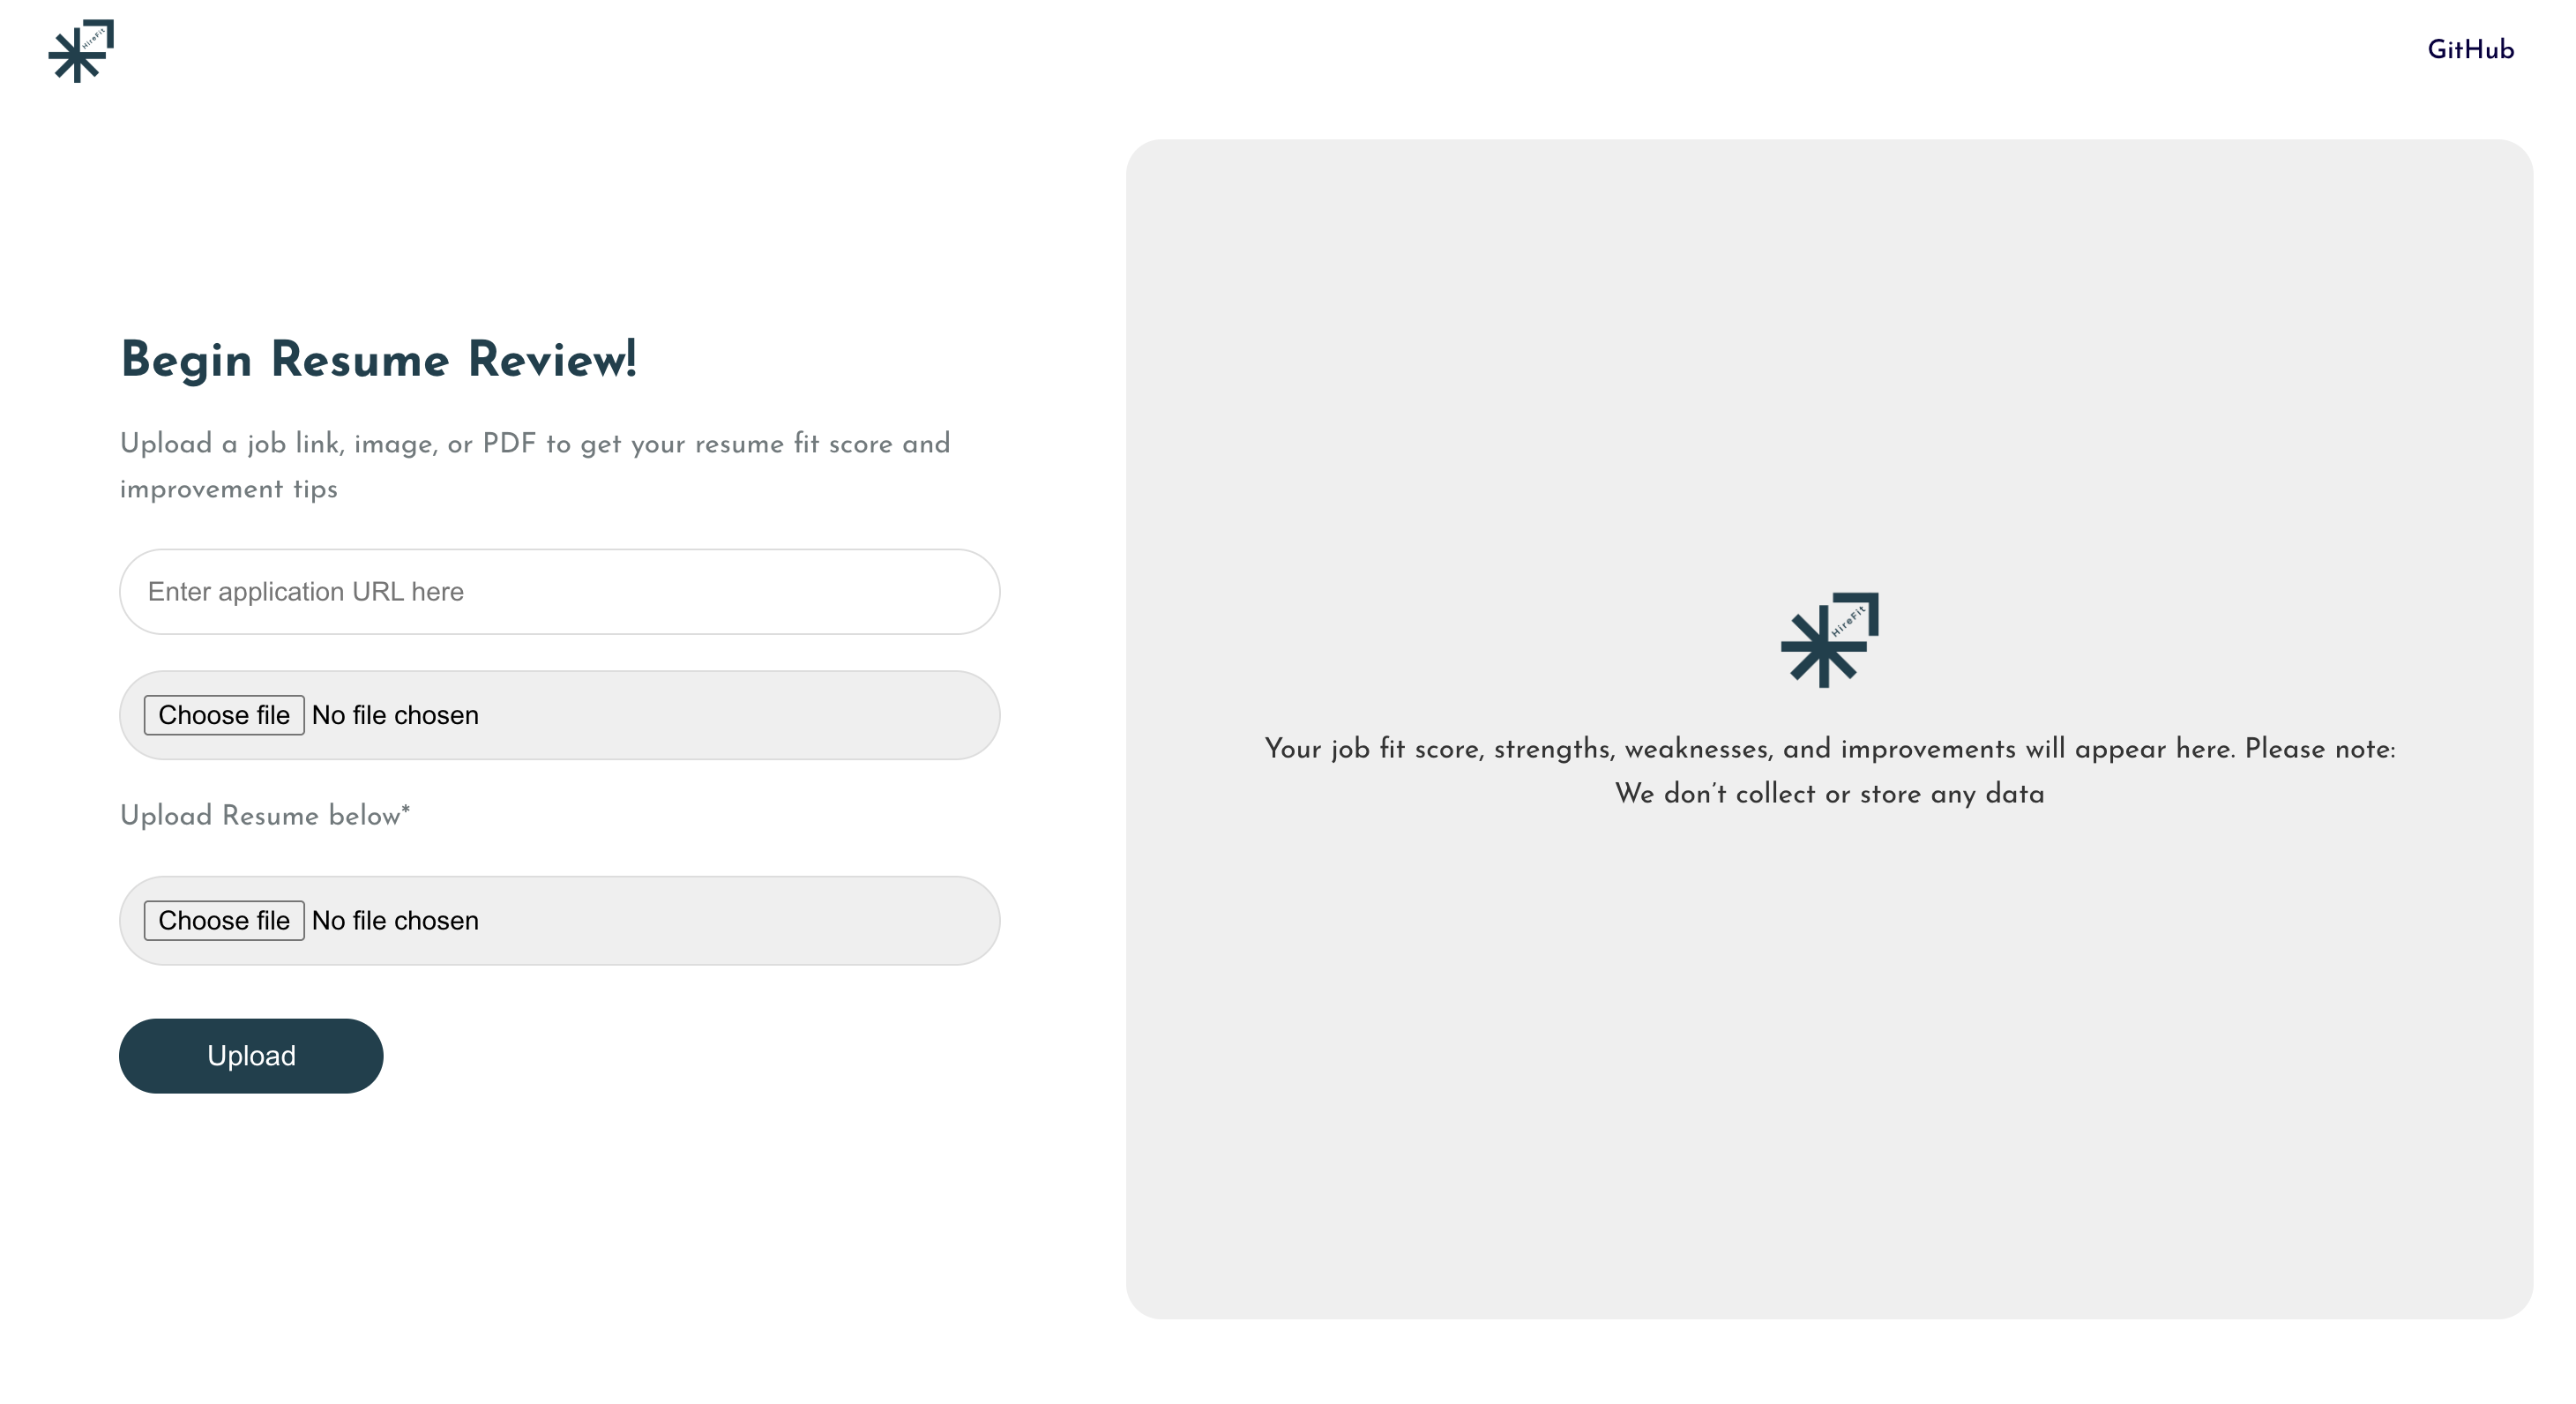 HireFit
GitHub
Begin Resume Review!
Upload a job link, image, or PDF to get your resume fit score and
improvement tips
Enter application URL here
Choose file No file chosen
Upload Resume below*
Choose file No file chosen
Upload
HireFit
Your job fit score, strengths, weaknesses, and improvements will appear here. Please note:
We don’t collect or store any data